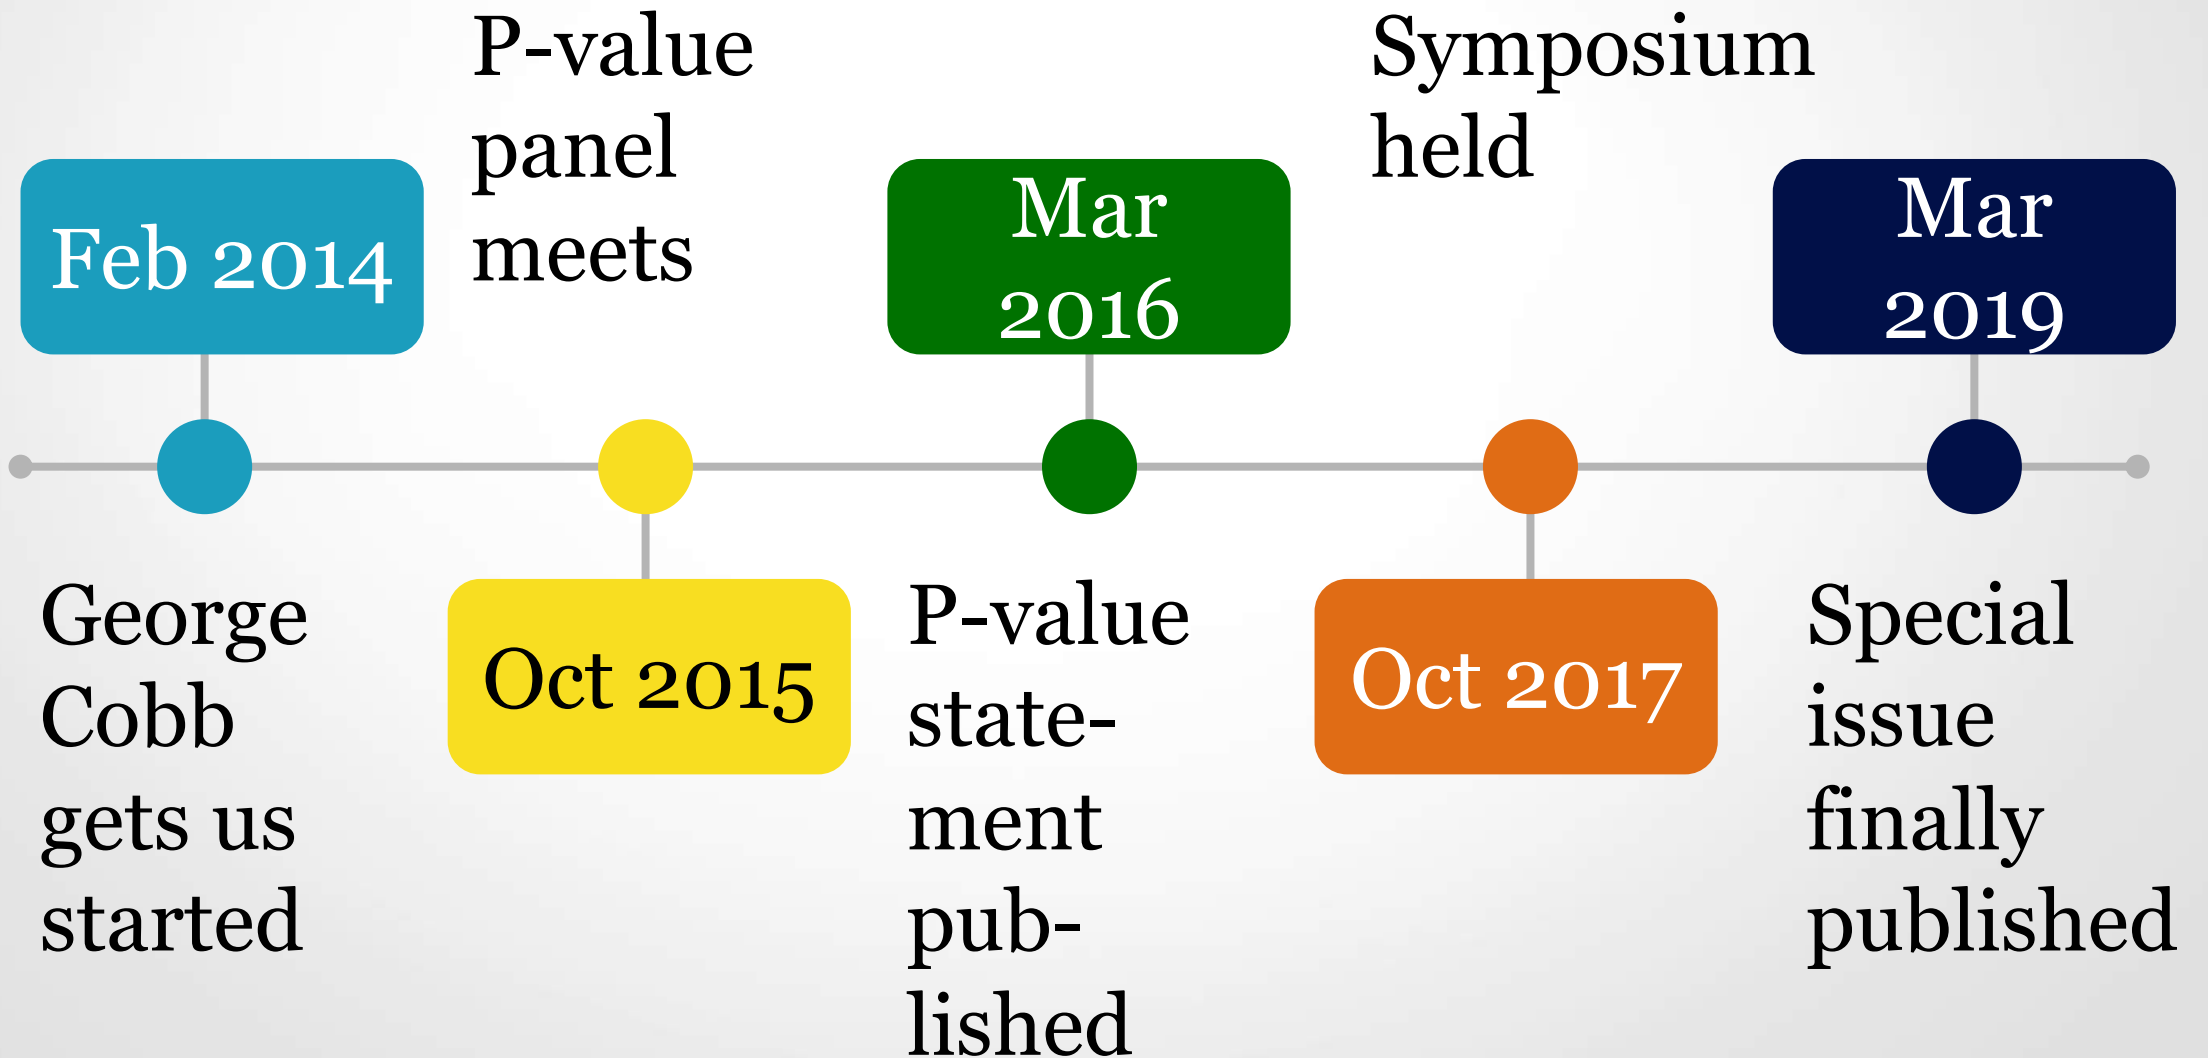 Feb 2014
George
Cobb
gets us
started
P-value
panel
meets
Oct 2015
Mar
2016
P-value
state-
ment
pub-
lished
Symposium
held
Oct 2017
Mar
2019
Special
issue
finally
published